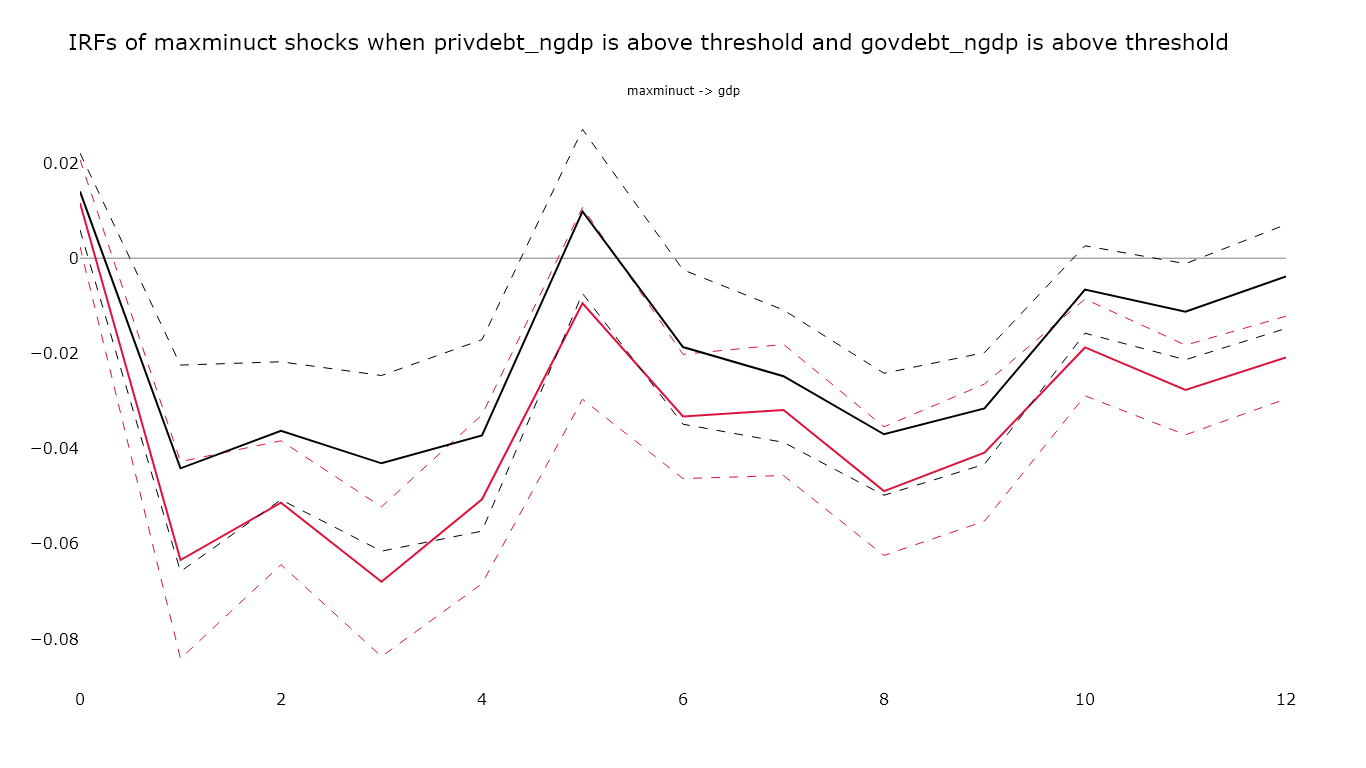 IRFs of maxminuct shocks when privdebt_ngdp is above threshold and govdebt_ngdp is above threshold
maxminuct -> gdp
0.02
0
−0.02
−0.04
−0.06
−0.08
0 2 4 6 8 10 12